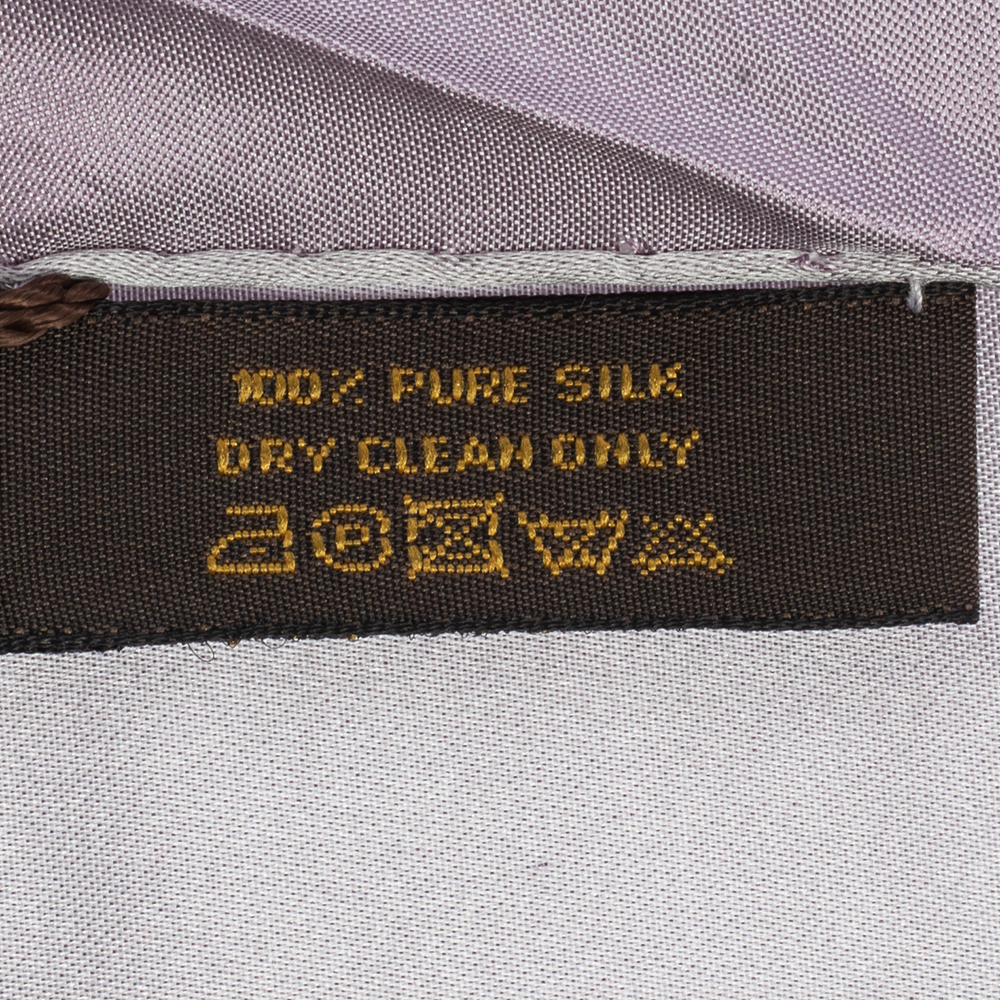 100% PURE SILK
DRY CLEAN ONLY
P